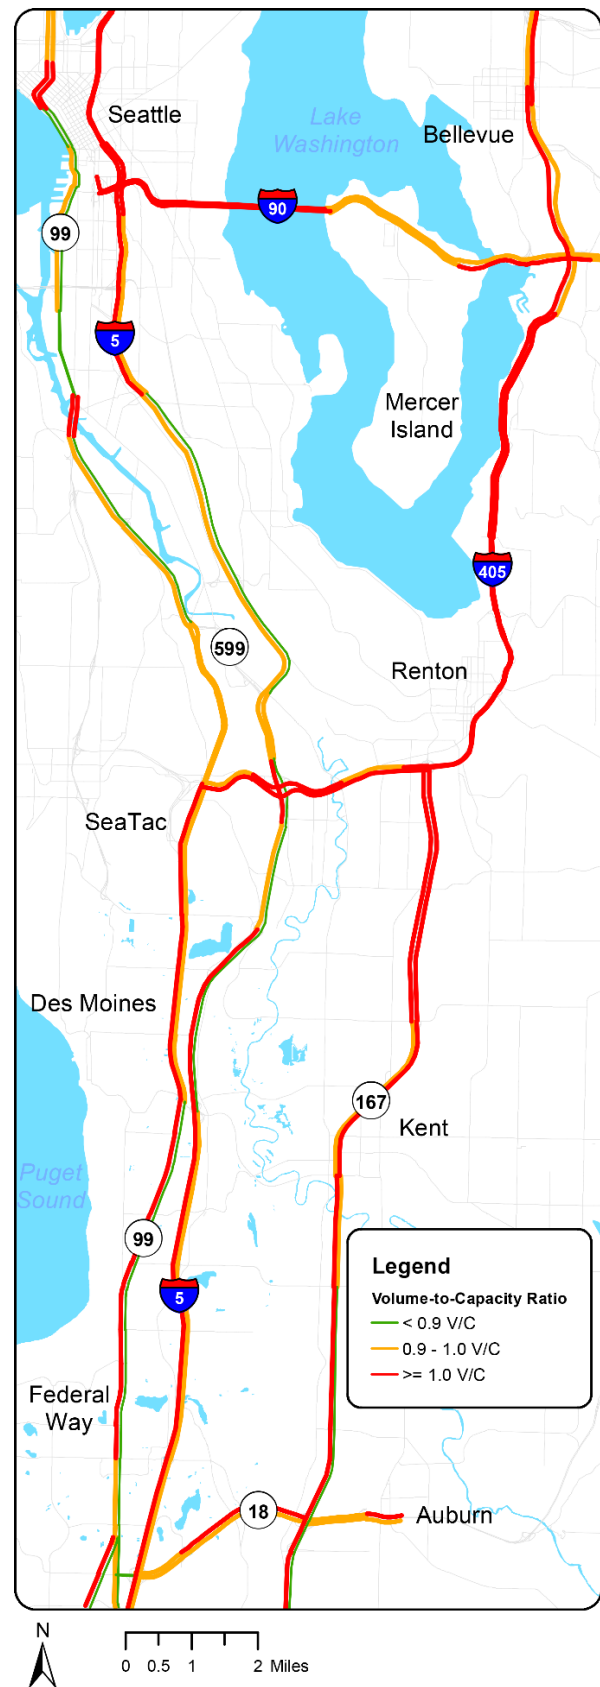 Seattle
Lake
Washington
Bellevue
90
99
5
Mercer
Island
405
599
Renton
SeaTac
Des Moines
167
Kent
Puget
Sound
99
Legend
Volume-to-Capacity Ratio
< 0.9 V/C
0.9 - 1.0 V/C
>= 1.0 V/C
5
Federal
Way
18
Auburn
N
0 0.5 1 2 Miles